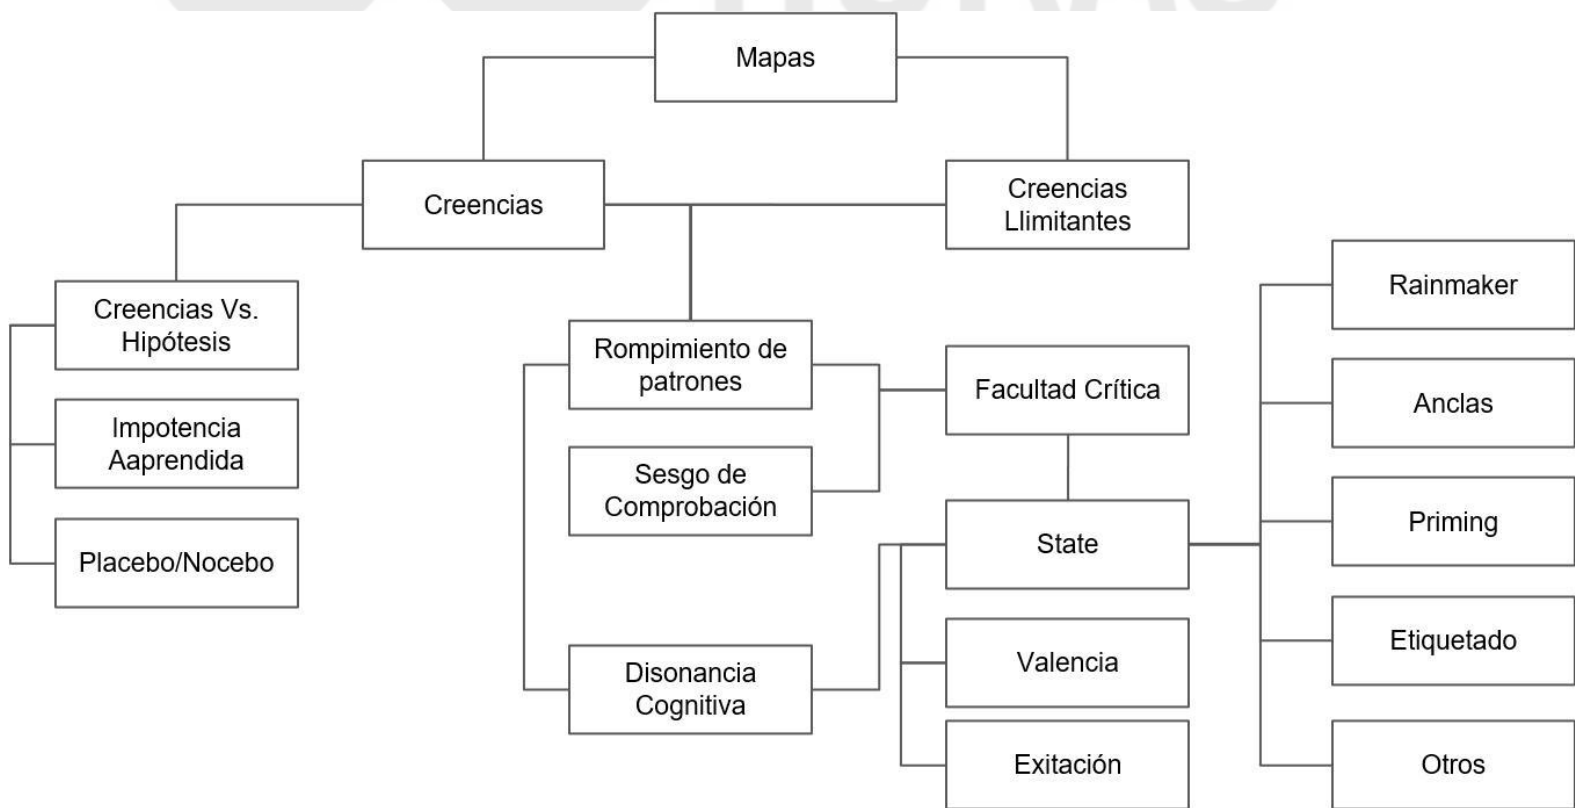 Mapas
Creencias
Creencias
Llimitantes
Creencias Vs.
Hipótesis
Impotencia
Aaprendida
Placebo/Nocebo
Rompimiento de
patrones
Sesgo de
Comprobación
Disonancia
Cognitiva
Facultad Crítica
State
Valencia
Exitación
Rainmaker
Anclas
Priming
Etiquetado
Otros